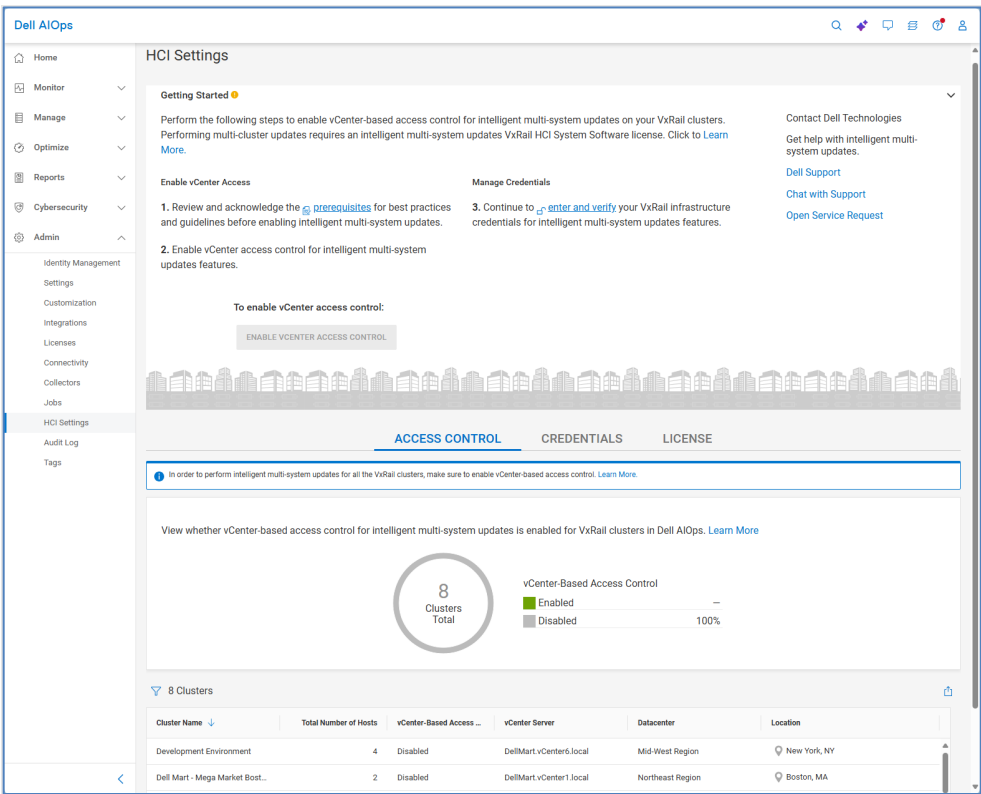 Dell AIOps
Home
Monitor
Manage
Optimize
Reports
Cybersecurity
Admin
Identity Management
Settings
Customization
Integrations
Licenses
Connectivity
Collectors
Jobs
HCI Settings
Audit Log
Tags
HCI Settings
Getting Started
Perform the following steps to enable vCenter-based access control for intelligent multi-system updates on your VxRail clusters.
Performing multi-cluster updates requires an intelligent multi-system updates VxRail HCI System Software license. Click to Learn
More.
Enable vCenter Access
1. Review and acknowledge the prerequisites for best practices
and guidelines before enabling intelligent multi-system updates.
2. Enable vCenter access control for intelligent multi-system
updates features.
To enable vCenter access control:
ENABLE VCENTER ACCESS CONTROL
Manage Credentials
3. Continue to enter and verify your VxRail infrastructure
credentials for intelligent multi-system updates features.
Contact Dell Technologies
Get help with intelligent multi-
system updates.
Dell Support
Chat with Support
Open Service Request
ACCESS CONTROL CREDENTIALS LICENSE
In order to perform intelligent multi-system updates for all the VxRail clusters, make sure to enable vCenter-based access control. Learn More.
View whether vCenter-based access control for intelligent multi-system updates is enabled for VxRail clusters in Dell AIOps. Learn More
8
Clusters
Total
vCenter-Based Access Control
Enabled –
Disabled 100%
8 Clusters
Cluster Name Total Number of Hosts vCenter-Based Access ... vCenter Server Datacenter Location
Development Environment 4 Disabled DellMart.vCenter6.local Mid-West Region New York, NY
Dell Mart - Mega Market Bost... 2 Disabled DellMart.vCenter1.local Northeast Region Boston, MA